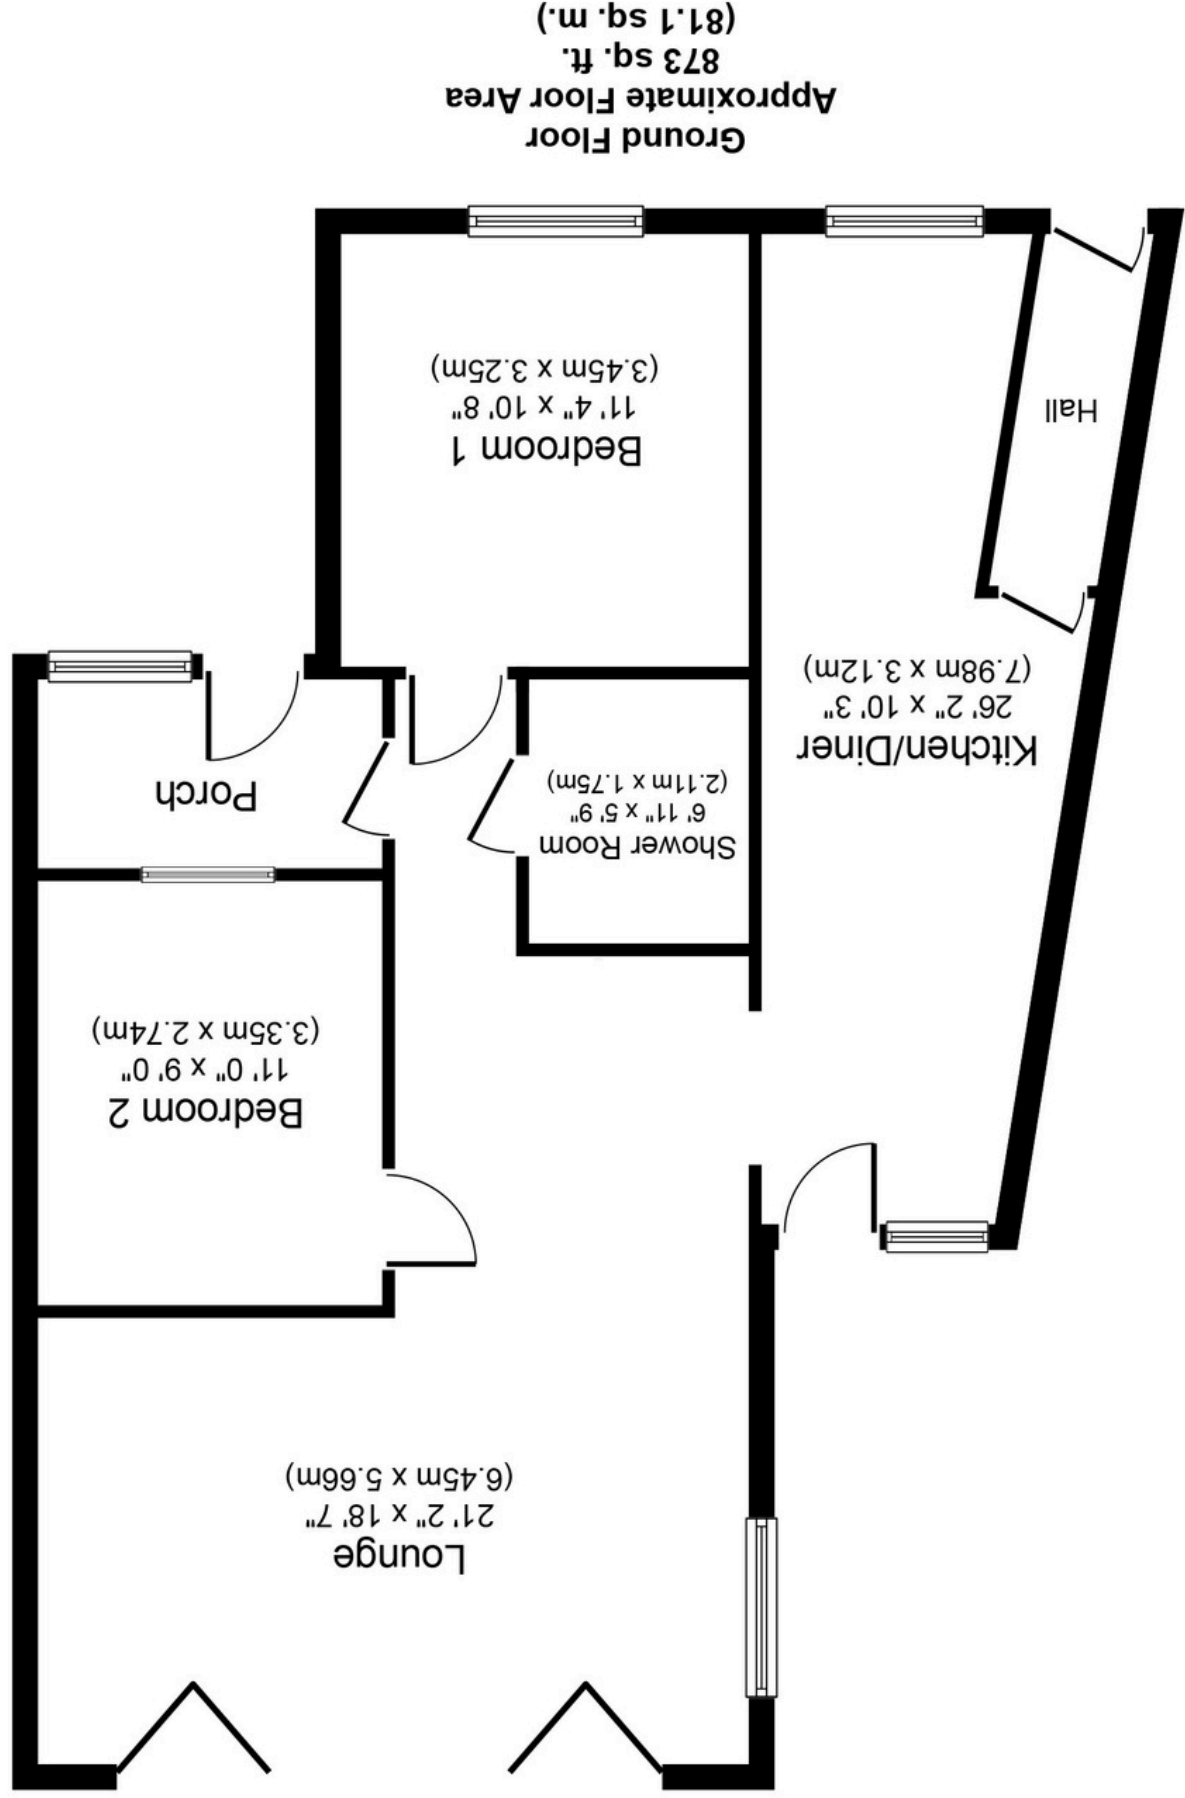 Lounge
21' 2" x 18' 7"
(6.45m x 5.66m)
Bedroom 2
11' 0" x 9' 0"
(3.35m x 2.74m)
Shower Room
6' 11" x 5' 9"
(2.11m x 1.75m)
Porch
Kitchen/Diner
26' 2" x 10' 3"
(7.98m x 3.12m)
Bedroom 1
11' 4" x 10' 8"
(3.45m x 3.25m)
Hall
Ground Floor
Approximate Floor Area
873 sq. ft.
(81.1 sq. m.)